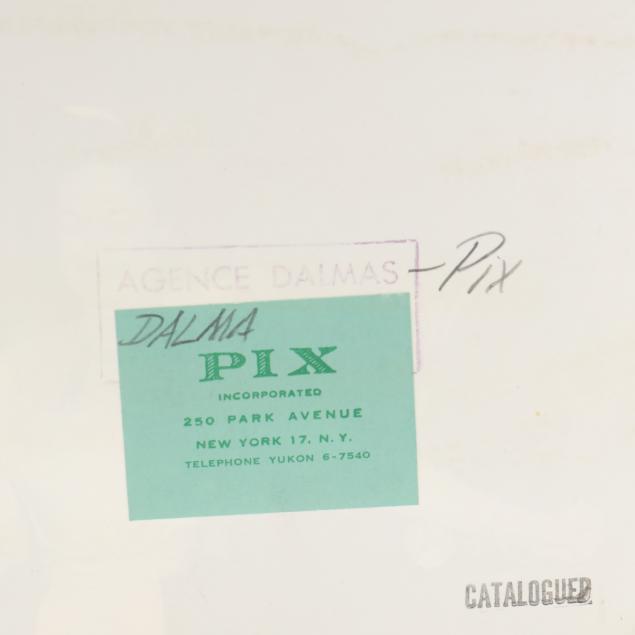 AGENCE DALMAS - Pix
DALMA
PIX
INCORPORATED
250 PARK AVENUE
NEW YORK 17, N. Y.
TELEPHONE YUKON 6-7540
CATALOGUED